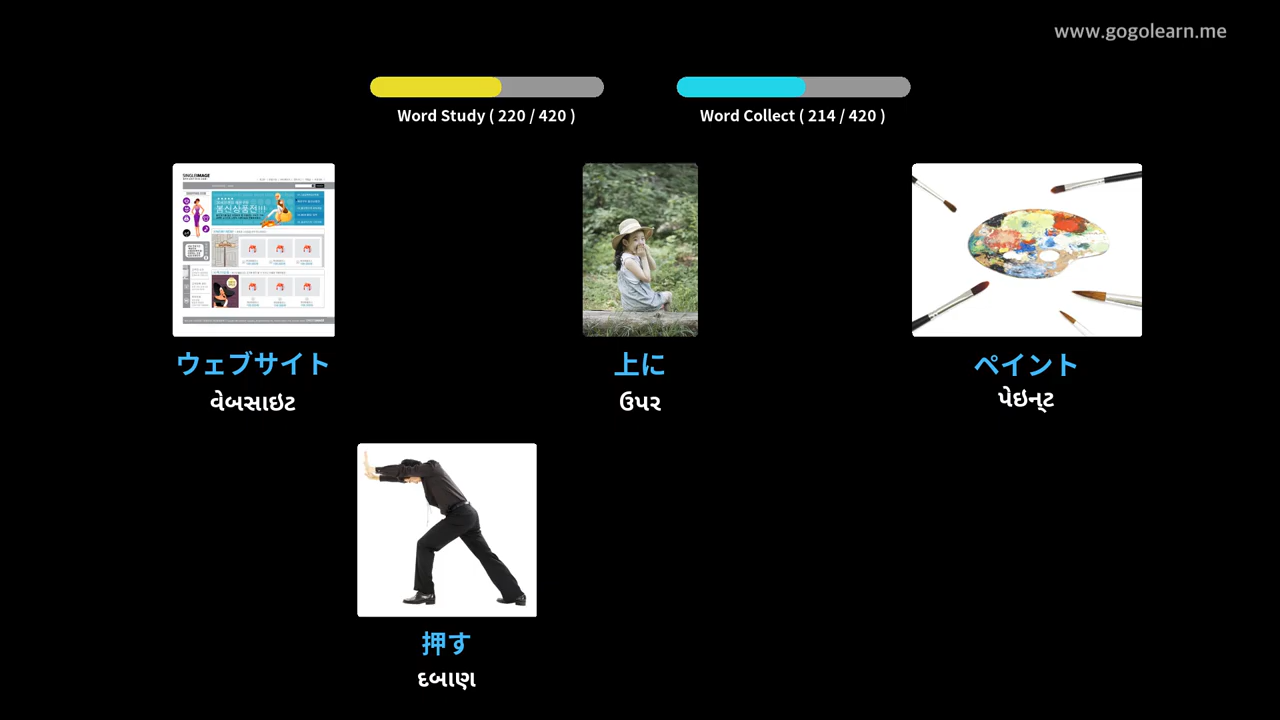 www.gogolearn.me
Word Study ( 220 / 420 )
Word Collect ( 214 / 420 )
ウェブサイト
વેબસાઇટ
上に
ઉપર
ペイント
પેઇન્ટ
押す
દબાણ